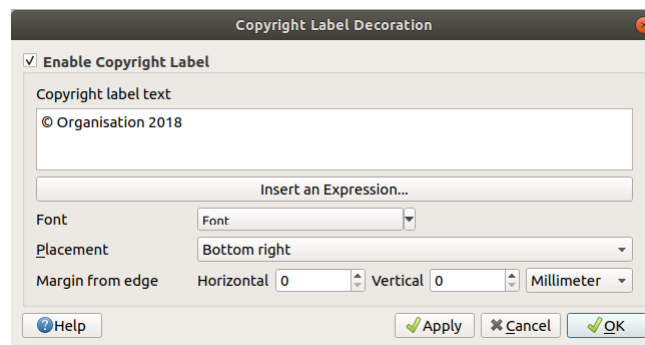 Copyright Label Decoration
Enable Copyright Label
Copyright label text
© Organisation 2018
Insert an Expression...
Font Font
Placement Bottom right
Margin from edge Horizontal 0 Vertical 0 Millimeter
Help Apply Cancel OK